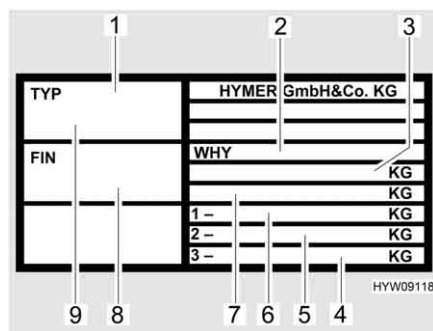 1 2 3
TYP
HYMER GmbH&Co. KG
FIN
WHY
KG
KG
1 – KG
2 – KG
3 – KG
HYW09118
9 8 7 6 5 4